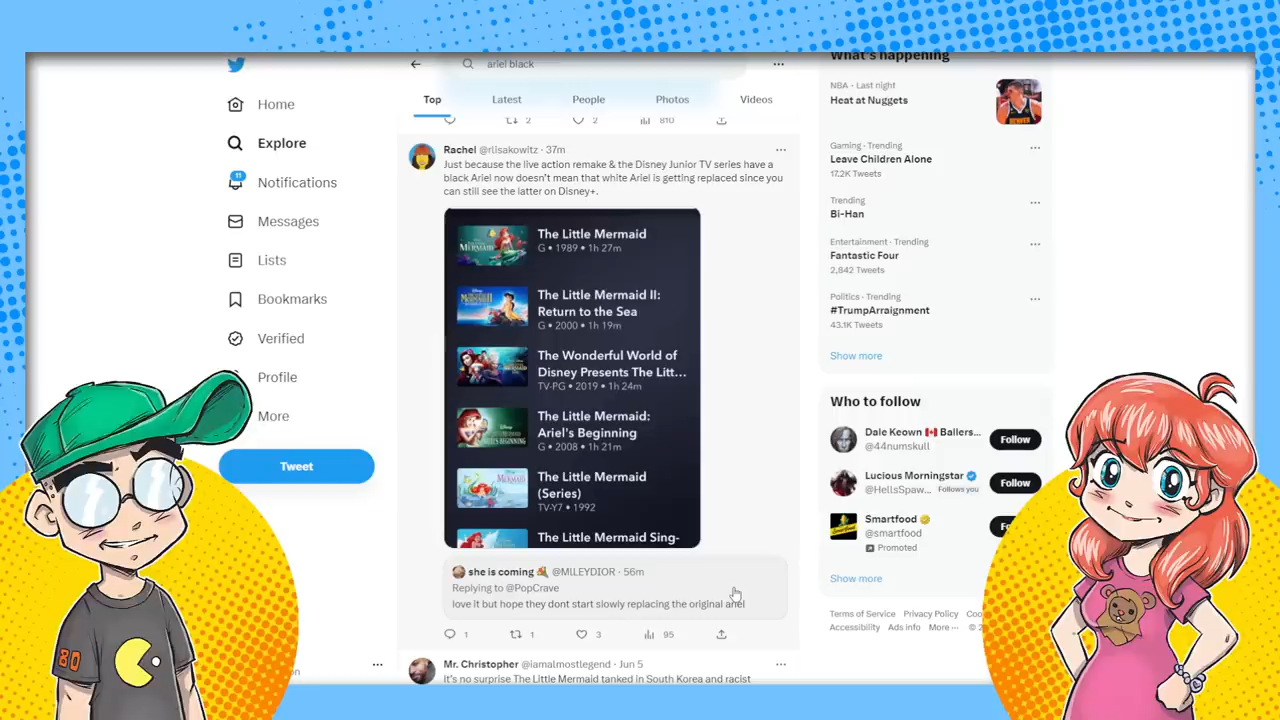 Home
Explore
11
Notifications
Messages
Lists
Bookmarks
Verified
Profile
More
Tweet
ariel black
Top
Latest
People
Photos
Videos
2
2
810
Rachel @rlisakowitz · 37m
Just because the live action remake & the Disney Junior TV series have a
black Ariel now doesn't mean that white Ariel is getting replaced since you
can still see the latter on Disney+.
The Little Mermaid
G • 1989 • 1h 27m
The Little Mermaid II:
Return to the Sea
G • 2000 • 1h 19m
The Wonderful World of
Disney Presents The Litt...
TV-PG • 2019 • 1h 24m
The Little Mermaid:
Ariel's Beginning
G • 2008 • 1h 21m
The Little Mermaid
(Series)
TV-Y7 • 1992
The Little Mermaid Sing-
she is coming @MILEYDIOR · 56m
Replying to @PopCrave
love it but hope they dont start slowly replacing the original ariel
1
1
3
95
Mr. Christopher @iamalmostlegend · Jun 5
It's no surprise The Little Mermaid tanked in South Korea and racist
What's happening
NBA · Last night
Heat at Nuggets
Gaming · Trending
Leave Children Alone
17.2K Tweets
Trending
Bi-Han
Entertainment · Trending
Fantastic Four
2,842 Tweets
Politics · Trending
#TrumpArraignment
43.1K Tweets
Show more
Who to follow
Dale Keown Ballers...
@44numskull
Follow
Lucious Morningstar
@HellsSpaw... Follows you
Follow
Smartfood
@smartfood
Promoted
Show more
Terms of Service Privacy Policy Coo
Accessibility Ads info More ··· © 2
80